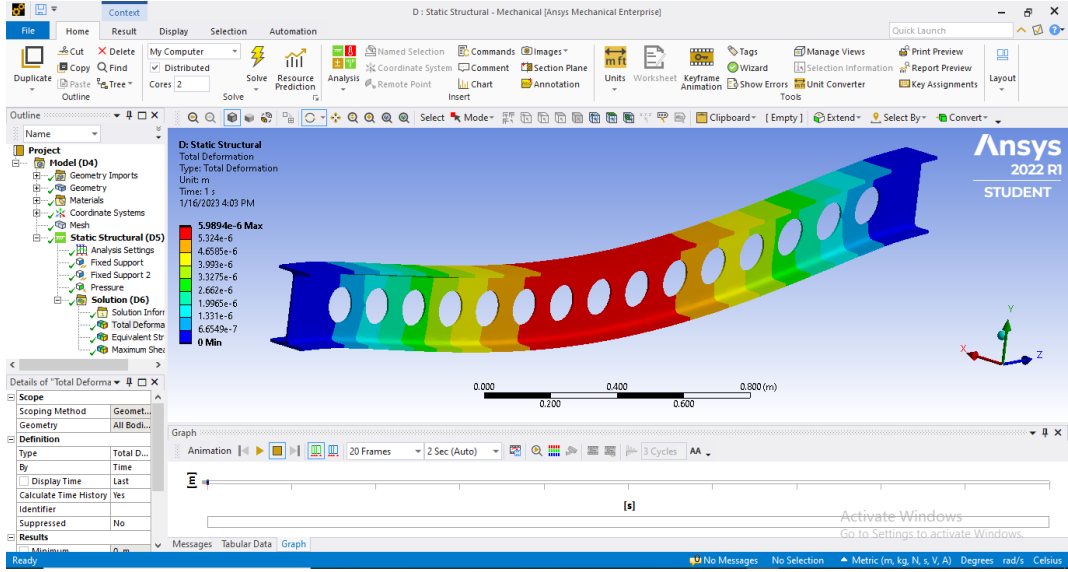 Context
D : Static Structural - Mechanical [Ansys Mechanical Enterprise]
File Home Result Display Selection Automation Quick Launch
Duplicate
Cut
Copy
Paste
Delete
Find
Tree
Outline
My Computer
Distributed
Cores 2
Solve
Resource Prediction
Solve
Analysis
Named Selection
Coordinate System
Remote Point
Commands
Comment
Chart
Images
Section Plane
Annotation
Insert
Units
Worksheet
Keyframe Animation
Tags
Wizard
Show Errors
Manage Views
Selection Information
Unit Converter
Print Preview
Report Preview
Key Assignments
Tools
Layout
Outline
Name
Select Mode Clipboard [ Empty ] Extend Select By Convert
Project
Model (D4)
Geometry Imports
Geometry
Materials
Coordinate Systems
Mesh
Static Structural (D5)
Analysis Settings
Fixed Support
Fixed Support 2
Pressure
Solution (D6)
Solution Inforr
Total Deforma
Equivalent Str
Maximum Shea
D: Static Structural
Total Deformation
Type: Total Deformation
Unit: m
Time: 1 s
1/16/2023 4:03 PM
5.9894e-6 Max
5.324e-6
4.6585e-6
3.993e-6
3.3275e-6
2.662e-6
1.9965e-6
1.331e-6
6.6549e-7
0 Min
Ansys
2022 R1
STUDENT
Y
X
Z
0.000 0.400 0.800 (m)
0.200 0.600
Details of "Total Deforma
Scope
Scoping Method Geomet...
Geometry All Bodi...
Definition
Type Total D...
By Time
Display Time Last
Calculate Time History Yes
Identifier
Suppressed No
Results
Minimum 0. m
Graph
Animation 20 Frames 2 Sec (Auto) 3 Cycles AA
[m]
[s]
Activate Windows
Go to Settings to activate Windows.
Messages Tabular Data Graph
Ready No Messages No Selection Metric (m, kg, N, s, V, A) Degrees rad/s Celsius